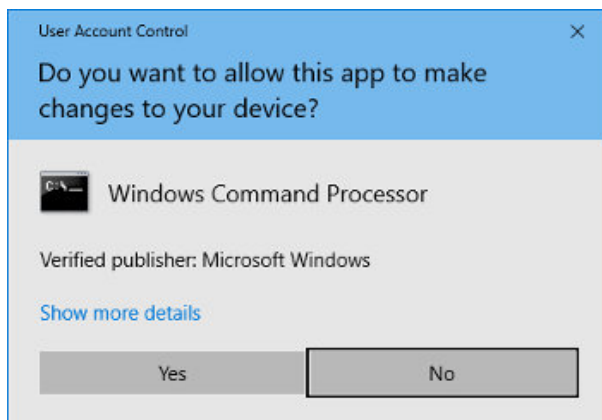 User Account Control
Do you want to allow this app to make
changes to your device?
C:\_
Windows Command Processor
Verified publisher: Microsoft Windows
Show more details
Yes
No